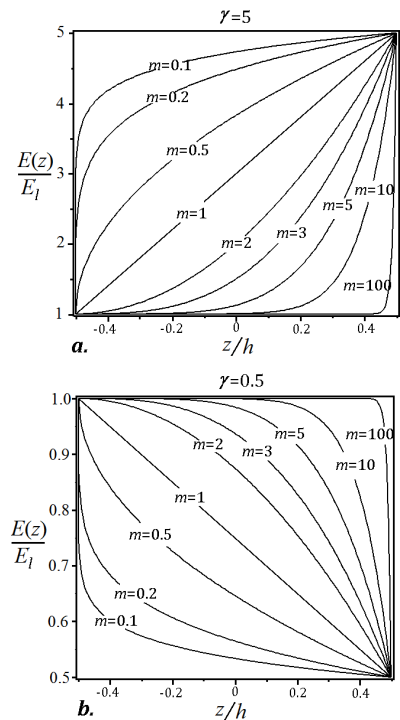 γ=5
5
m=0.1
m=0.2
4
m=0.5
E(z)
E_l
3
m=10
m=5
m=1
m=3
2
m=2
m=100
1
-0.4 -0.2 0 0.2 0.4
a. z/h
γ=0.5
1.0
m=5
m=100
m=2 m=3
0.9
m=10
m=1
E(z)
E_l
0.8
m=0.5
0.7
m=0.2
0.6
m=0.1
0.5
-0.4 -0.2 0 0.2 0.4
b. z/h